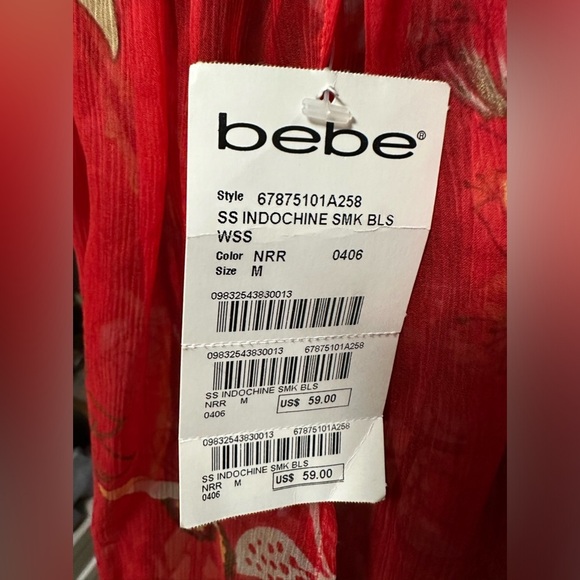 bebe®
Style 67875101A258
SS INDOCHINE SMK BLS
WSS
Color NRR 0406
Size M
09832543830013
09832543830013 67875101A258
SS INDOCHINE SMK BLS
NRR M US$ 59.00
0406
09832543830013 67875101A258
SS INDOCHINE SMK BLS
NRR M US$ 59.00
0406